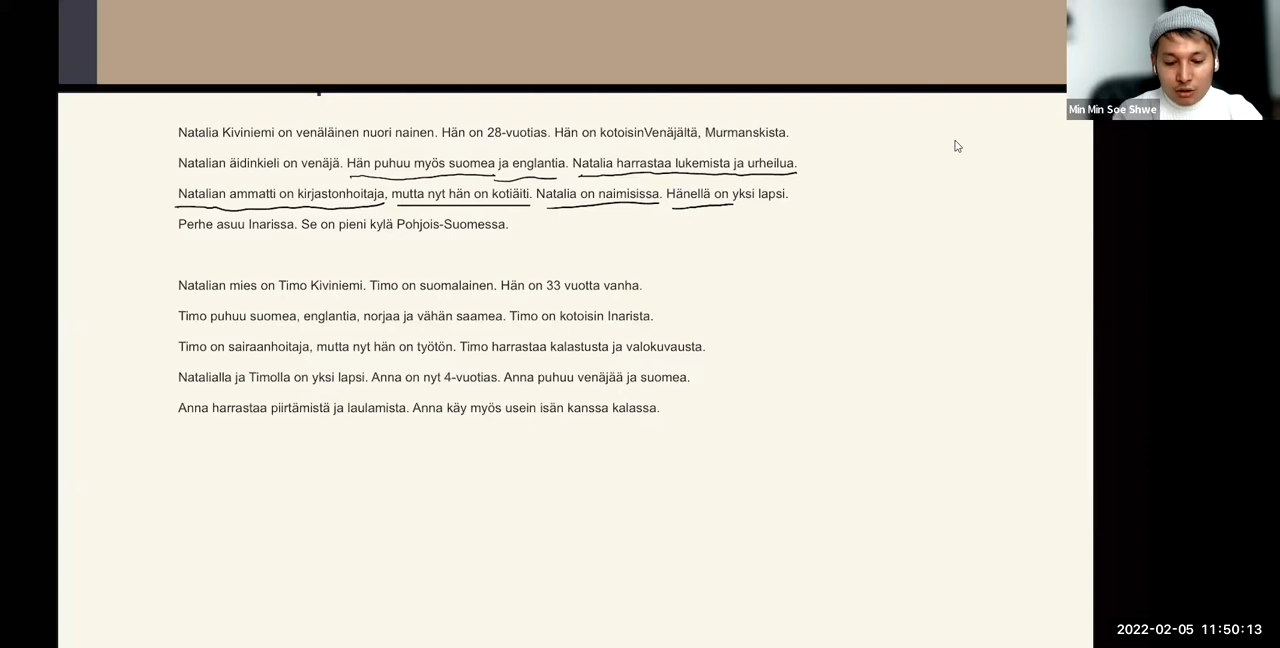 Min Min Soe Shwe
Natalia Kiviniemi on venäläinen nuori nainen. Hän on 28-vuotias. Hän on kotoisinVenäjältä, Murmanskista.
Natalian äidinkieli on venäjä. Hän puhuu myös suomea ja englantia. Natalia harrastaa lukemista ja urheilua.
Natalian ammatti on kirjastonhoitaja, mutta nyt hän on kotiäiti. Natalia on naimisissa. Hänellä on yksi lapsi.
Perhe asuu Inarissa. Se on pieni kylä Pohjois-Suomessa.
Natalian mies on Timo Kiviniemi. Timo on suomalainen. Hän on 33 vuotta vanha.
Timo puhuu suomea, englantia, norjaa ja vähän saamea. Timo on kotoisin Inarista.
Timo on sairaanhoitaja, mutta nyt hän on työtön. Timo harrastaa kalastusta ja valokuvausta.
Natalialla ja Timolla on yksi lapsi. Anna on nyt 4-vuotias. Anna puhuu venäjää ja suomea.
Anna harrastaa piirtämistä ja laulamista. Anna käy myös usein isän kanssa kalassa.
2022-02-05 11:50:13